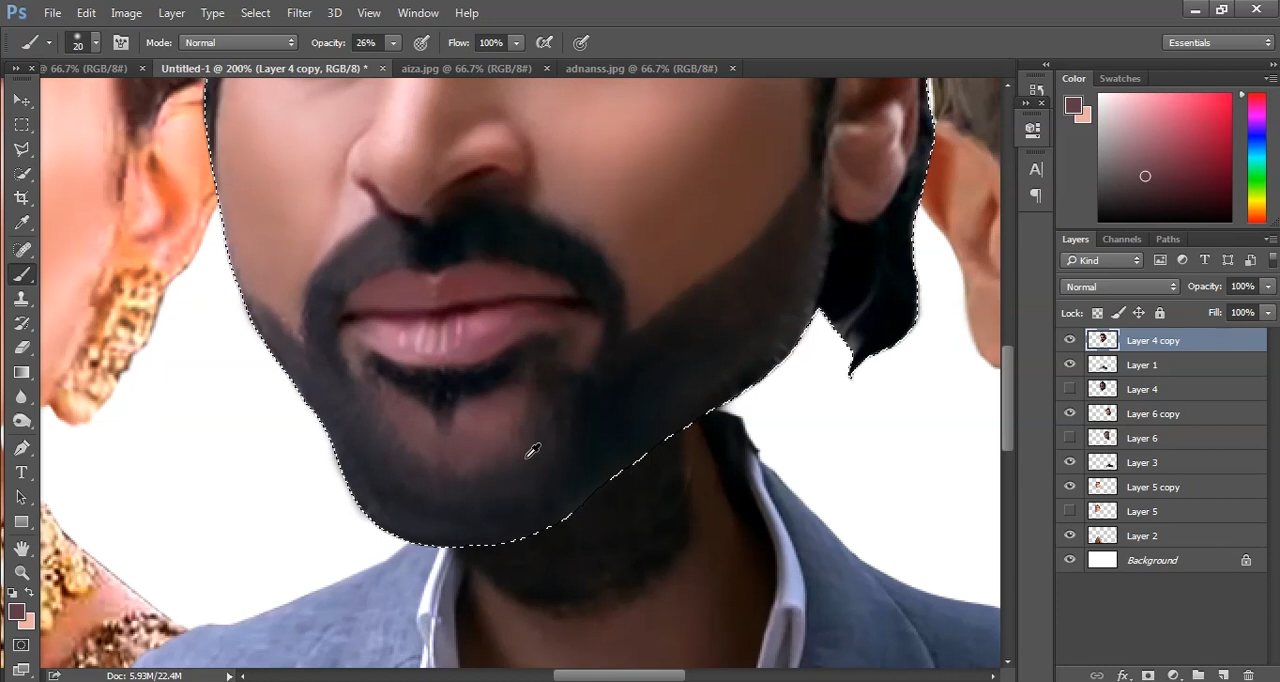 Ps File Edit Image Layer Type Select Filter 3D View Window Help
20 Mode: Normal Opacity: 26% Flow: 100% Essentials
@ 66.7% (RGB/8#) × Untitled-1 @ 200% (Layer 4 copy, RGB/8) * × aiza.jpg @ 66.7% (RGB/8#) × adnanss.jpg @ 66.7% (RGB/8#) ×
Color Swatches
Layers Channels Paths
Kind
Normal Opacity: 100%
Lock: Fill: 100%
Layer 4 copy
Layer 1
Layer 4
Layer 6 copy
Layer 6
Layer 3
Layer 5 copy
Layer 5
Layer 2
Background
Doc: 5.93M/22.4M